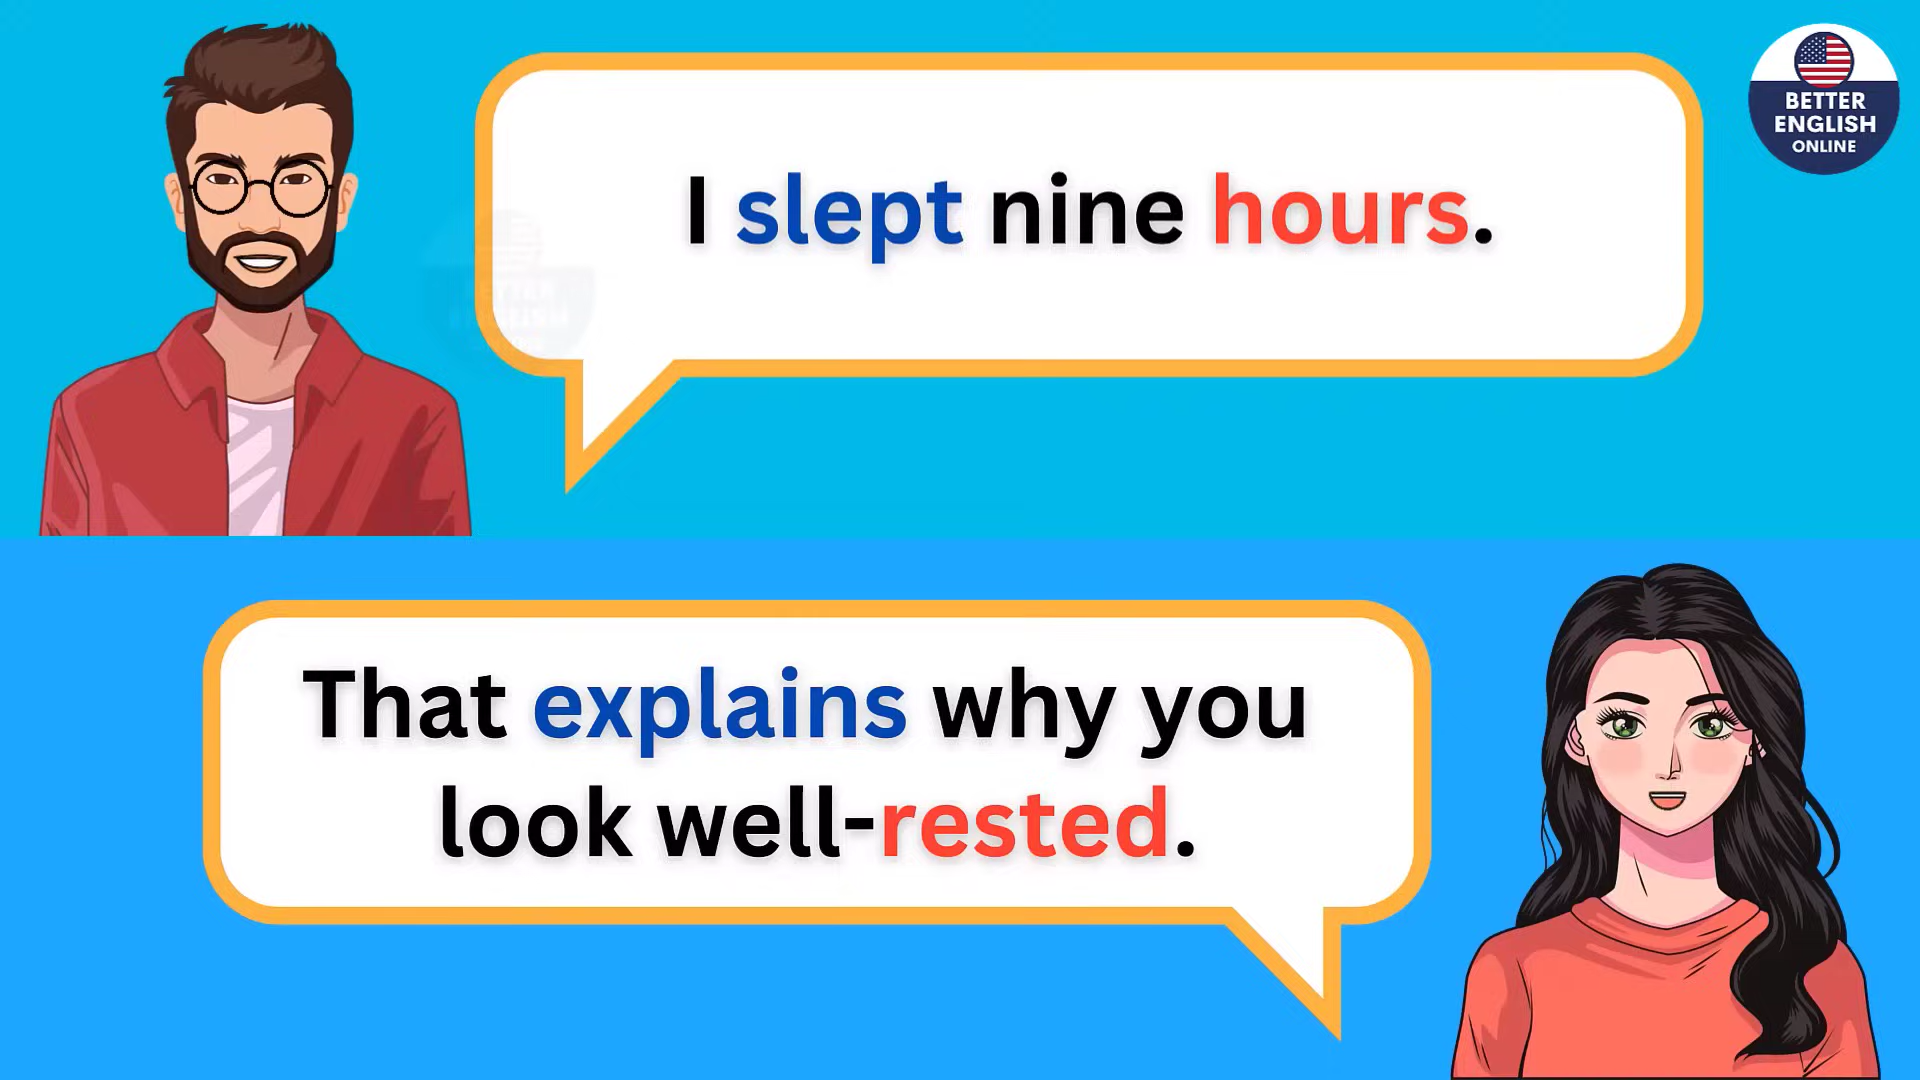 I slept nine hours.
BETTER
ENGLISH
ONLINE
That explains why you
look well-rested.